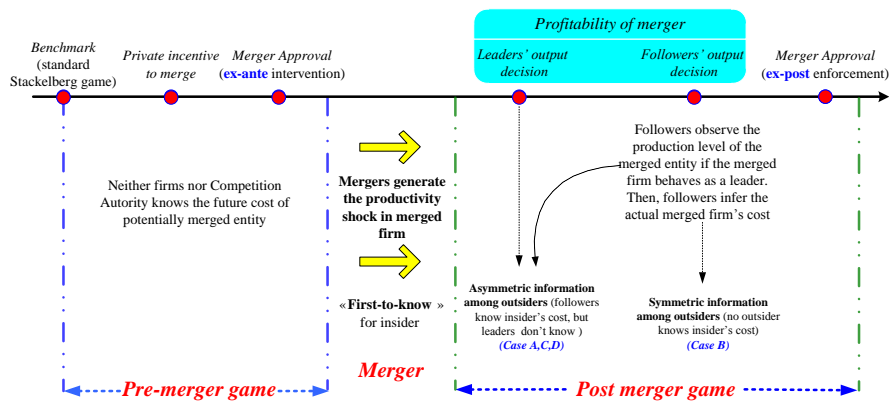 Profitability of merger
Benchmark
(standard
Stackelberg game)
Private incentive
to merge
Merger Approval
(ex-ante intervention)
Leaders' output
decision
Followers' output
decision
Merger Approval
(ex-post enforcement)
Neither firms nor Competition
Autority knows the future cost of
potentially merged entity
Mergers generate
the productivity
shock in merged
firm
«First-to-know »
for insider
Followers observe the
production level of the
merged entity if the merged
firm behaves as a leader.
Then, followers infer the
actual merged firm's cost
Asymmetric information
among outsiders (followers
know insider's cost, but
leaders don't know )
(Case A,C,D)
Symmetric information
among outsiders (no outsider
knows insider's cost)
(Case B)
Pre-merger game
Merger
Post merger game